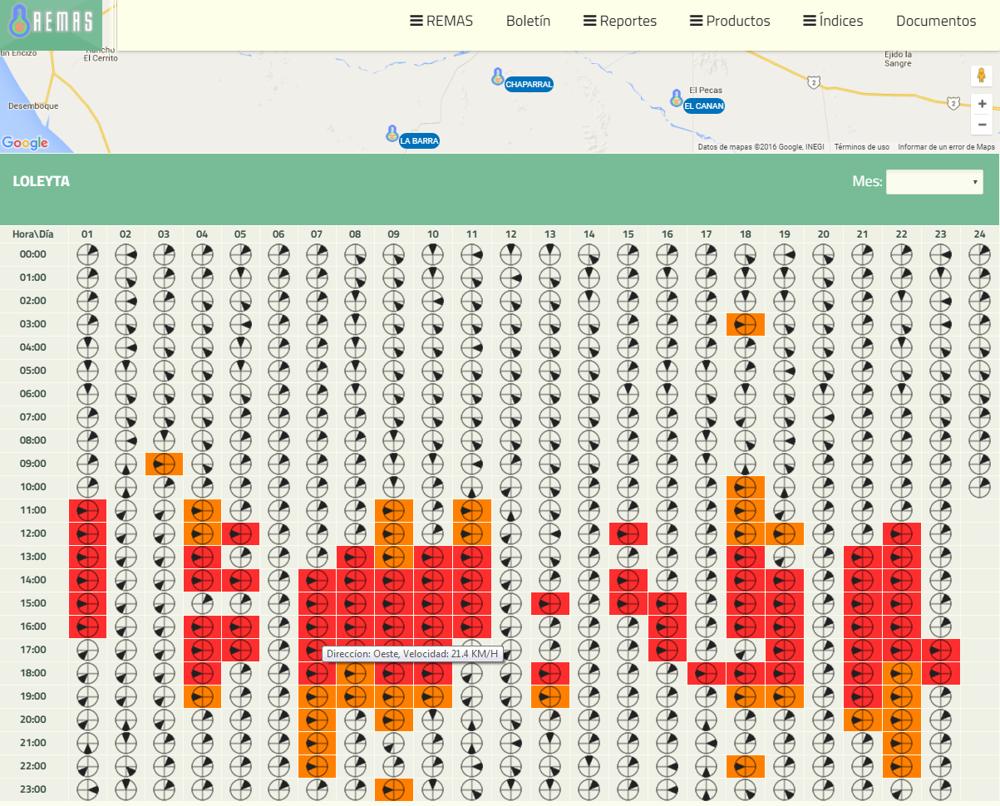 REMAS
REMAS
Boletín
Reportes
Productos
Índices
Documentos
tin Encizo
Rancho
El Cerrito
Ejido la
Sangre
CHAPARRAL
2
El Pecas
EL CANAN
2
Desemboque
LA BARRA
Google
Datos de mapas ©2016 Google, INEGI
Términos de uso
Informar de un error de Maps
LOLEYTA
Mes:
Hora\Día 01 02 03 04 05 06 07 08 09 10 11 12 13 14 15 16 17 18 19 20 21 22 23 24
00:00
01:00
02:00
03:00
04:00
05:00
06:00
07:00
08:00
09:00
10:00
11:00
12:00
13:00
14:00
15:00
16:00
17:00
Direccion: Oeste, Velocidad: 21.4 KM/H
18:00
19:00
20:00
21:00
22:00
23:00